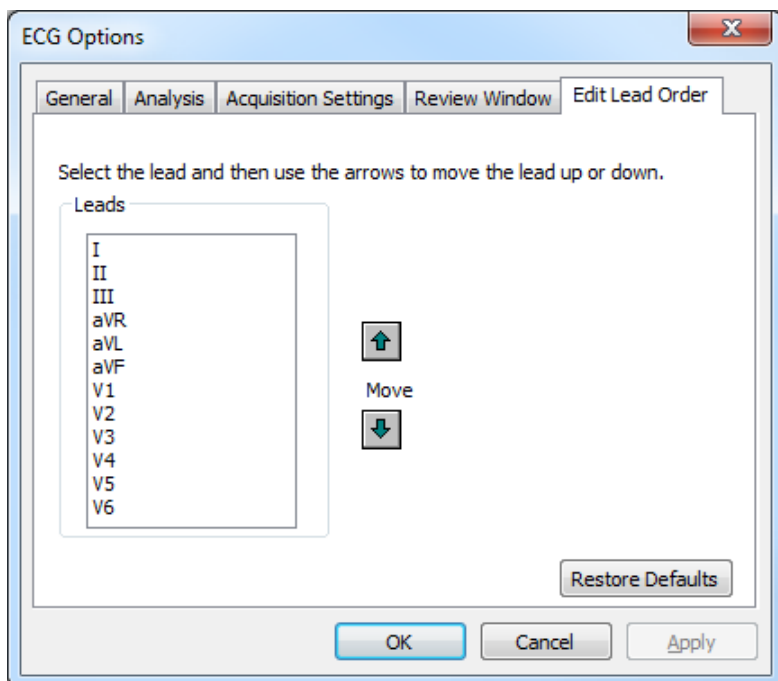 ECG Options
General Analysis Acquisition Settings Review Window Edit Lead Order
Select the lead and then use the arrows to move the lead up or down.
Leads
I
II
III
aVR
aVL
aVF
V1
V2
V3
V4
V5
V6
Move
Restore Defaults
OK Cancel Apply